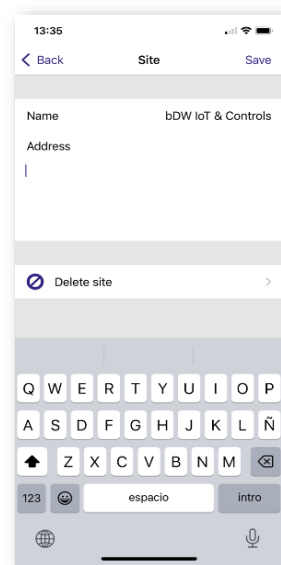 13:35
Back Site Save
Name bDW IoT & Controls
Address
Delete site
Q W E R T Y U I O P
A S D F G H J K L Ñ
Z X C V B N M
123 espacio intro